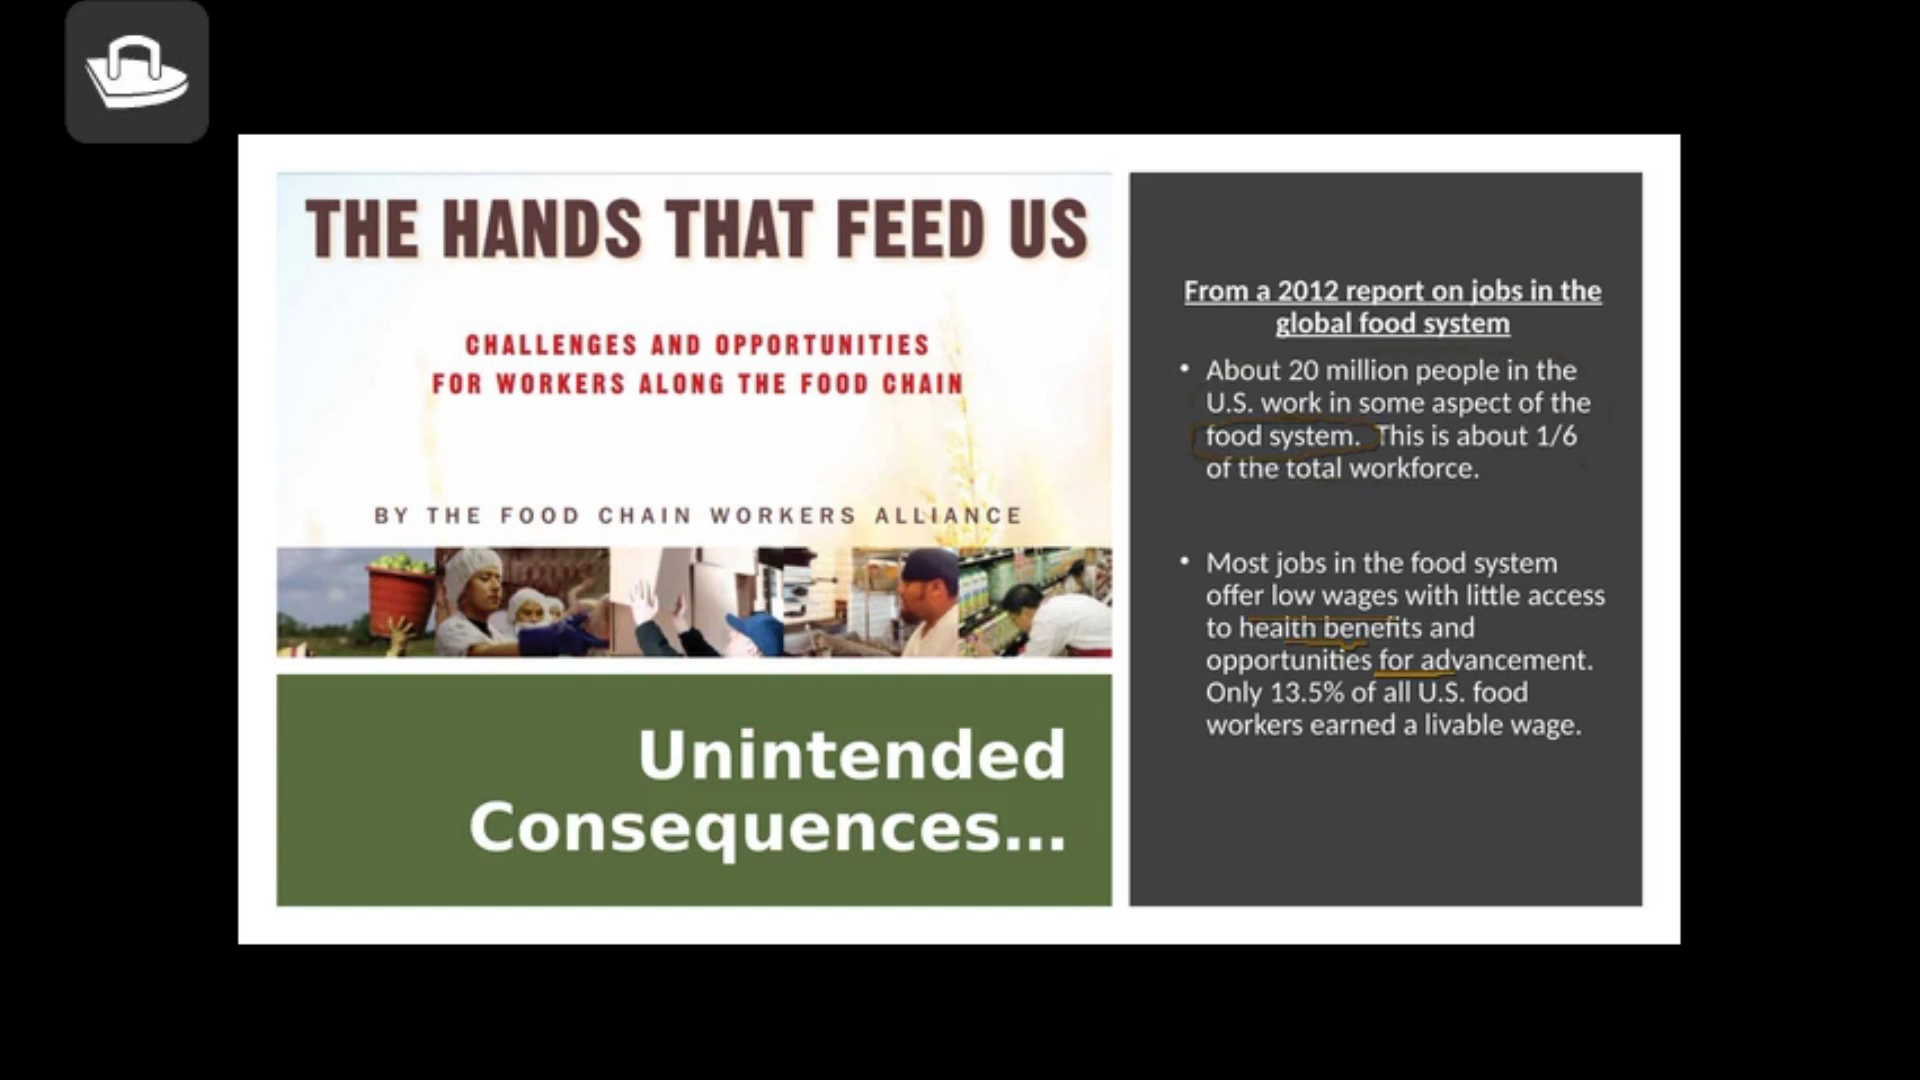 THE HANDS THAT FEED US
CHALLENGES AND OPPORTUNITIES
FOR WORKERS ALONG THE FOOD CHAIN
BY THE FOOD CHAIN WORKERS ALLIANCE
Unintended
Consequences...
From a 2012 report on jobs in the
global food system
• About 20 million people in the
U.S. work in some aspect of the
food system.  This is about 1/6
of the total workforce.
• Most jobs in the food system
offer low wages with little access
to health benefits and
opportunities for advancement.
Only 13.5% of all U.S. food
workers earned a livable wage.